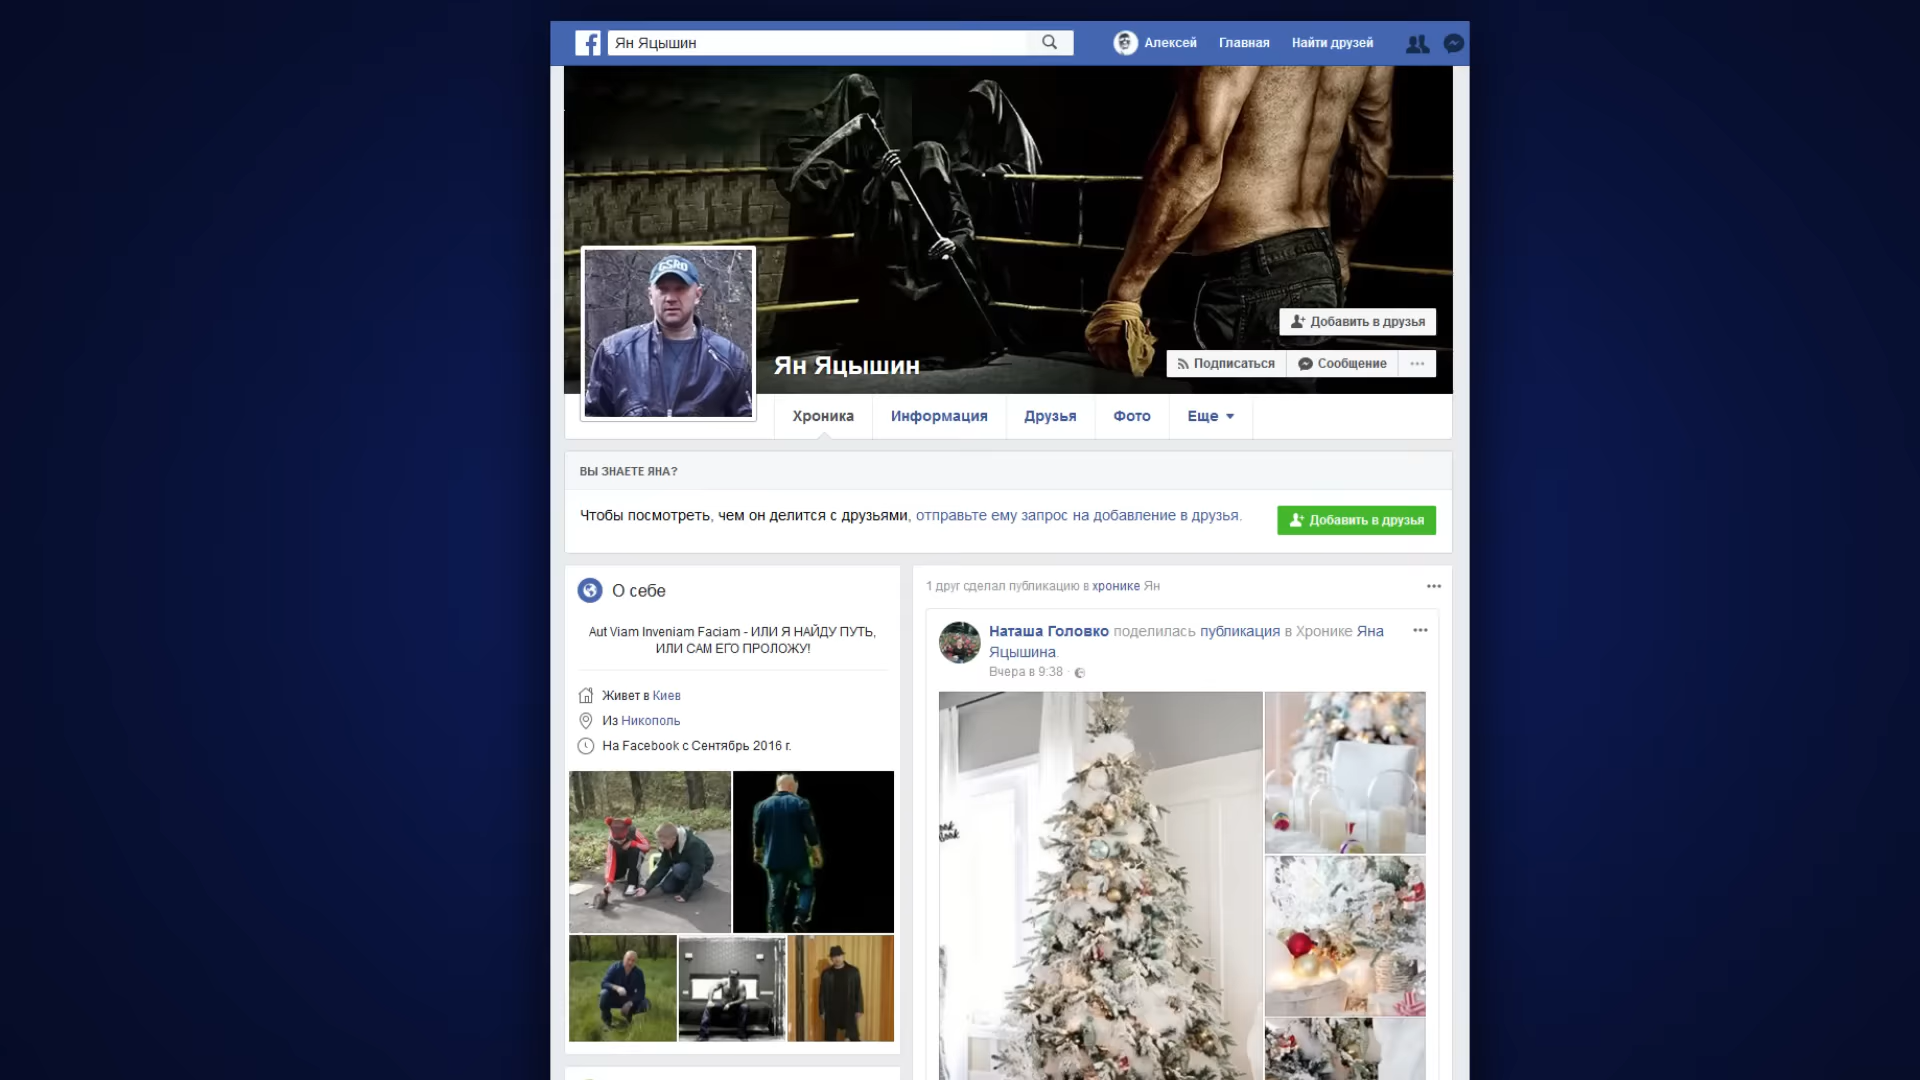 Ян Яцышин
Алексей
Главная
Найти друзей
GSRD
Добавить в друзья
Ян Яцышин
Подписаться
Сообщение
Хроника
Информация
Друзья
Фото
Еще
ВЫ ЗНАЕТЕ ЯНА?
Чтобы посмотреть, чем он делится с друзьями, отправьте ему запрос на добавление в друзья.
Добавить в друзья
О себе
Aut Viam Inveniam Faciam - ИЛИ Я НАЙДУ ПУТЬ,
ИЛИ САМ ЕГО ПРОЛОЖУ!
Живет в Киев
Из Никополь
На Facebook с Сентябрь 2016 г.
1 друг сделал публикацию в хронике Ян
Наташа Головко поделилась публикация в Хронике Яна
Яцышина.
Вчера в 9:38